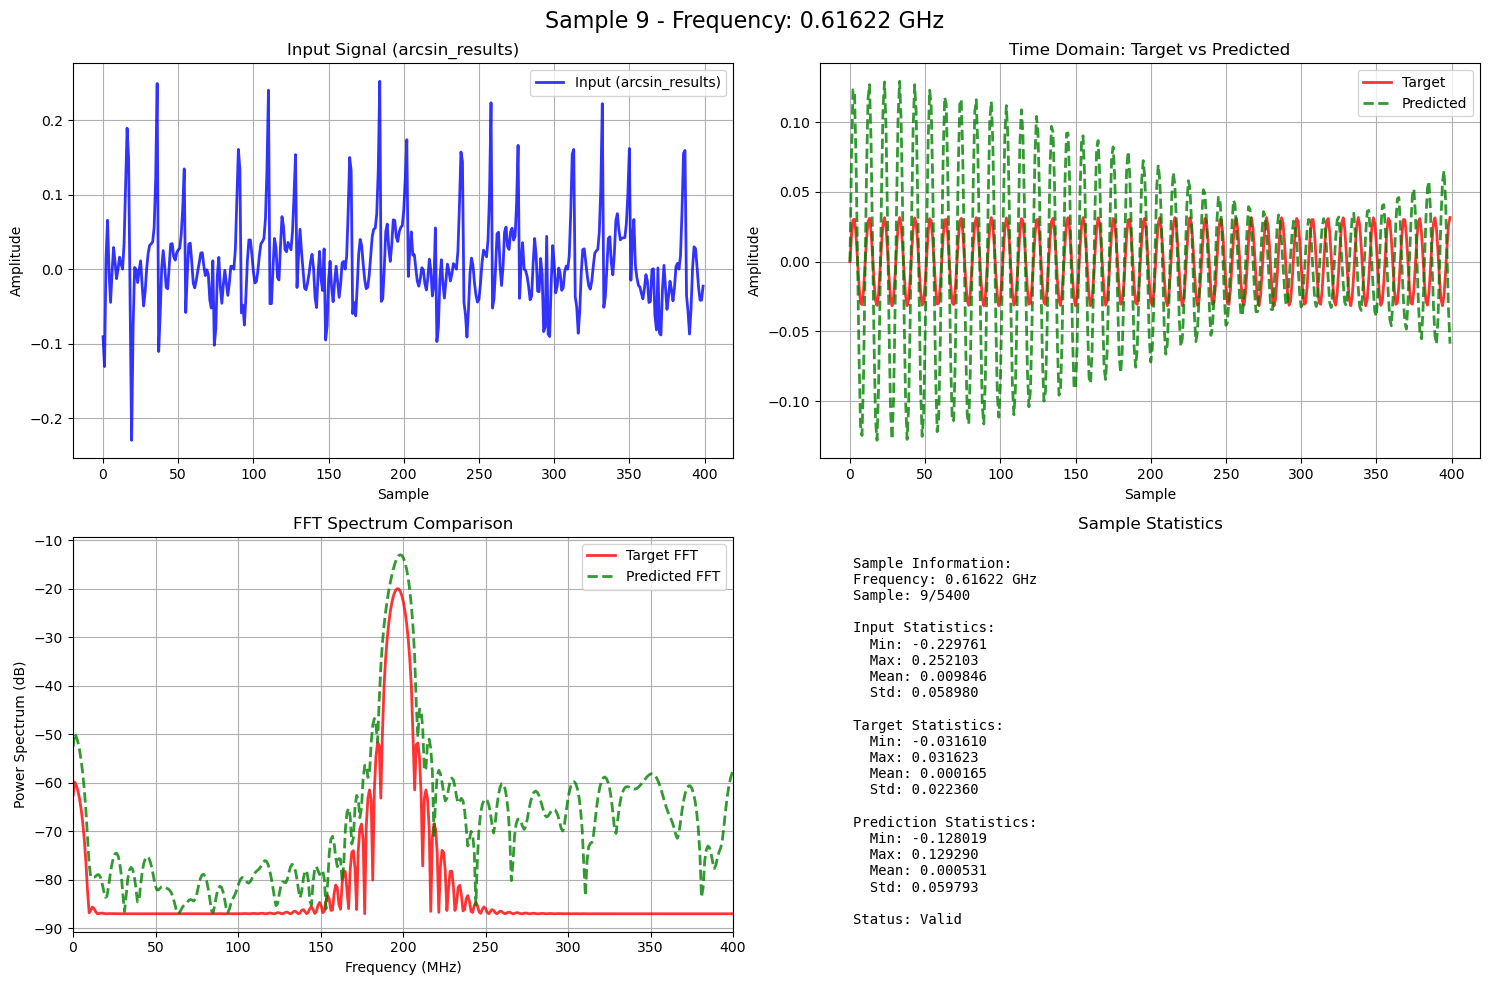 Sample 9 - Frequency: 0.61622 GHz
Input Signal (arcsin_results)
Input (arcsin_results)
Amplitude
0.2
0.1
0.0
−0.1
−0.2
0 50 100 150 200 250 300 350 400
Sample
Time Domain: Target vs Predicted
Target
Predicted
Amplitude
0.10
0.05
0.00
−0.05
−0.10
0 50 100 150 200 250 300 350 400
Sample
FFT Spectrum Comparison
Target FFT
Predicted FFT
Power Spectrum (dB)
−10
−20
−30
−40
−50
−60
−70
−80
−90
0 50 100 150 200 250 300 350 400
Frequency (MHz)
Sample Statistics
Sample Information:
Frequency: 0.61622 GHz
Sample: 9/5400
Input Statistics:
Min: -0.229761
Max: 0.252103
Mean: 0.009846
Std: 0.058980
Target Statistics:
Min: -0.031610
Max: 0.031623
Mean: 0.000165
Std: 0.022360
Prediction Statistics:
Min: -0.128019
Max: 0.129290
Mean: 0.000531
Std: 0.059793
Status: Valid